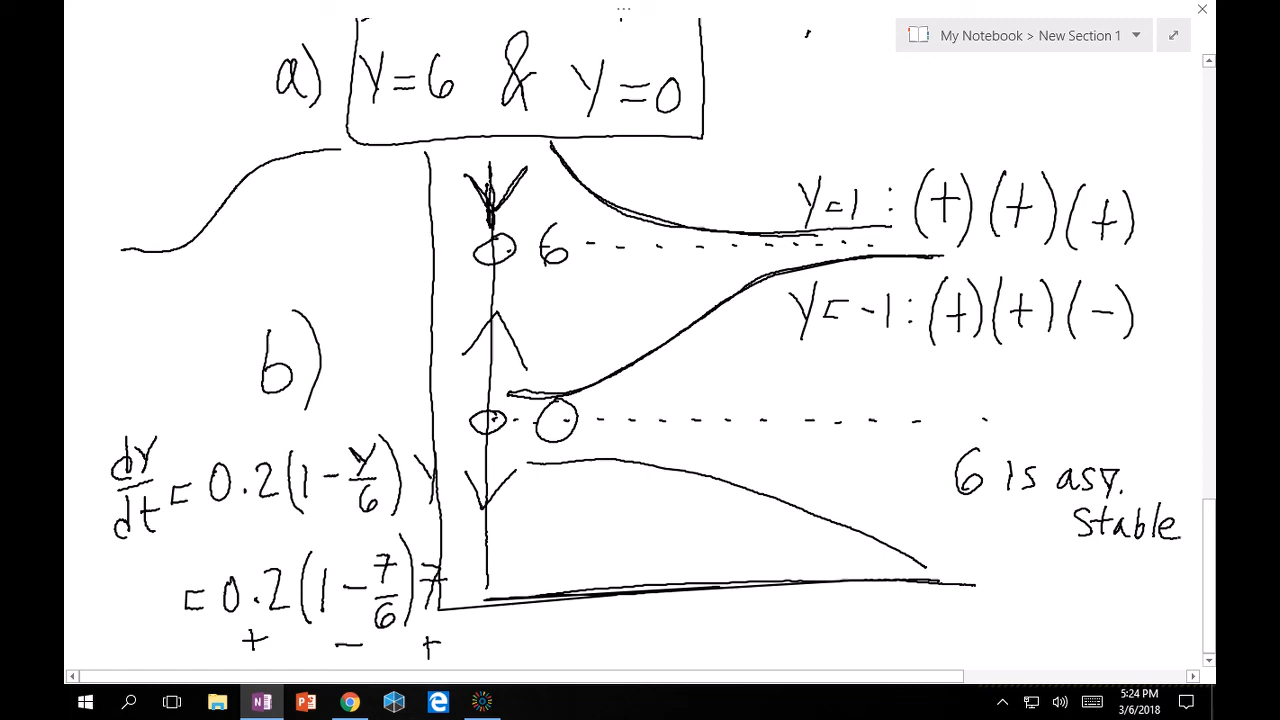 My Notebook > New Section 1
a) y=6 & y=0
y=1 : (+)(+)(+)
6
y=-1 : (+)(+)(-)
b)
0
dy/dt = 0.2(1 - y/6)y
6 is asy.
stable
= 0.2(1 - 7/6)7
+ - +
5:24 PM
3/6/2018